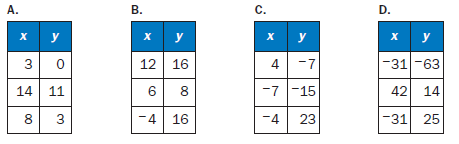 A. B. C. D.
x y x y x y x y
3 0 12 16 4 ⁻7 ⁻31 ⁻63
14 11 6 8 ⁻7 ⁻15 42 14
8 3 ⁻4 16 ⁻4 23 ⁻31 25